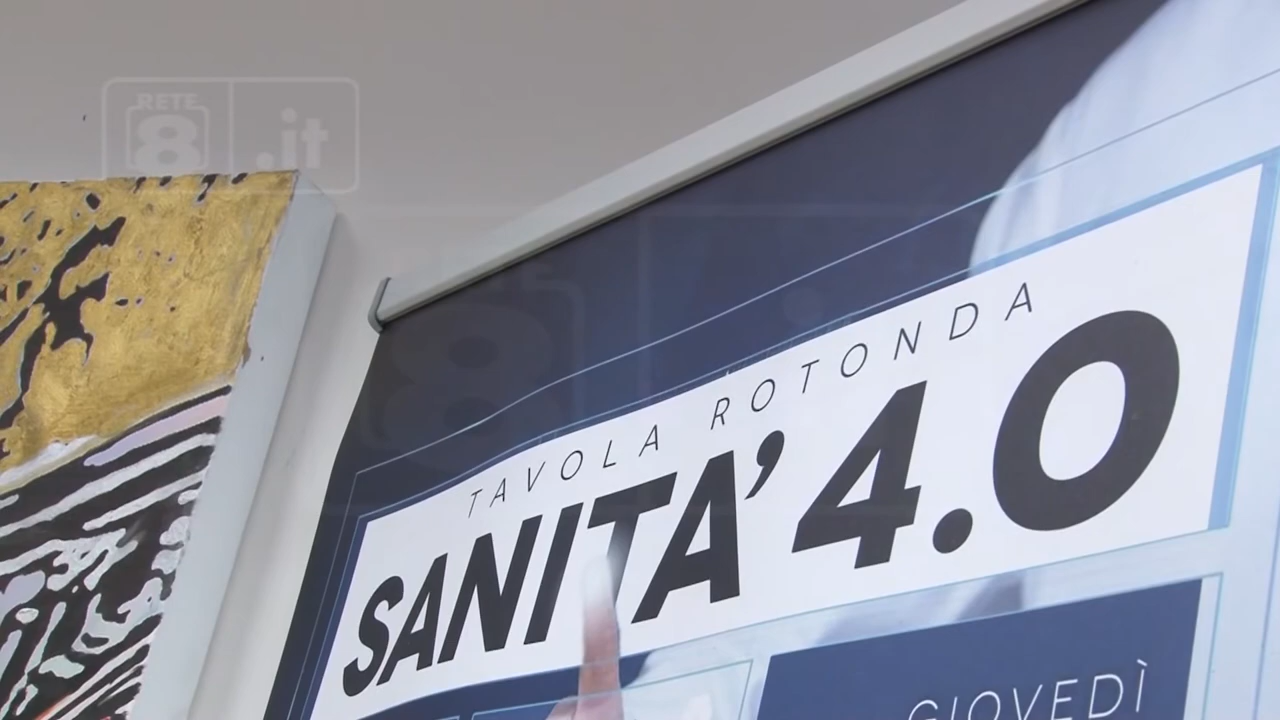 RETE
8 .it
TAVOLA ROTONDA
SANITA' 4.0
GIOVEDÌ